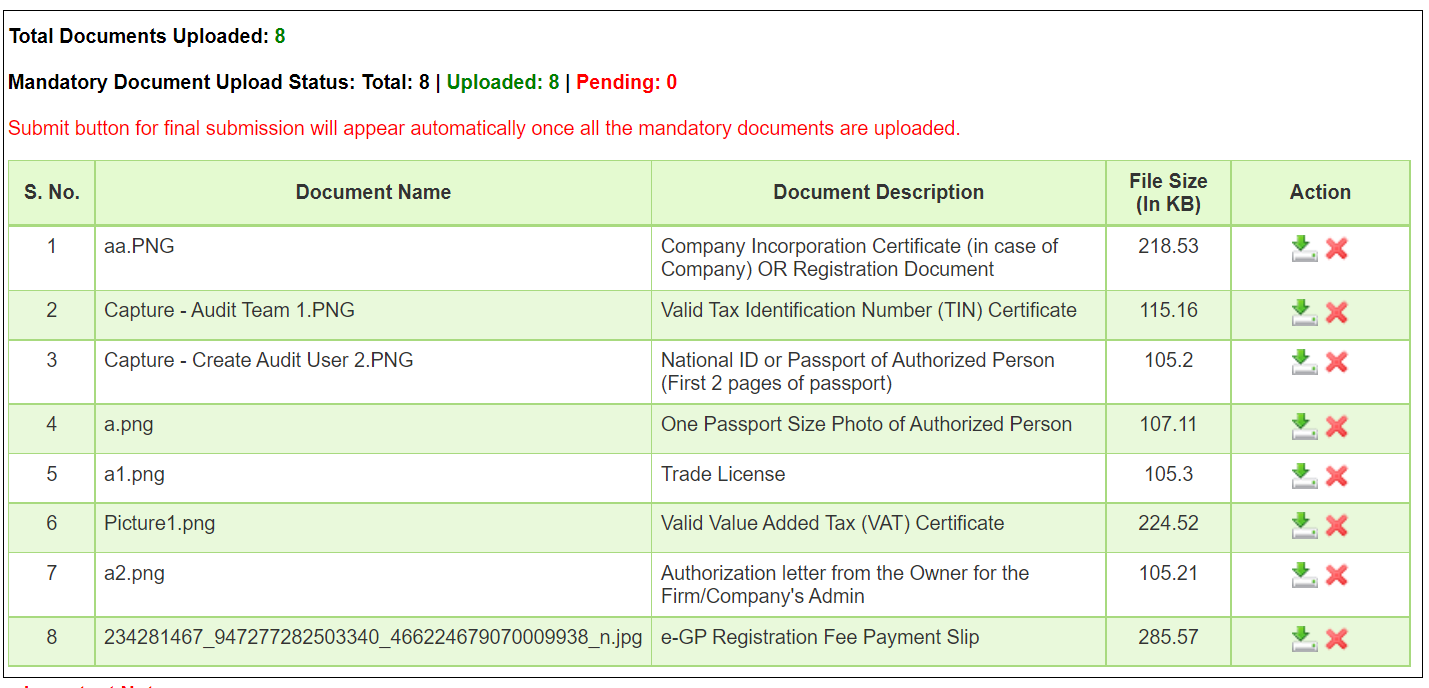 Total Documents Uploaded: 8
Mandatory Document Upload Status: Total: 8 | Uploaded: 8 | Pending: 0
Submit button for final submission will appear automatically once all the mandatory documents are uploaded.
S. No. Document Name Document Description File Size (In KB) Action
1 aa.PNG Company Incorporation Certificate (in case of Company) OR Registration Document 218.53
2 Capture - Audit Team 1.PNG Valid Tax Identification Number (TIN) Certificate 115.16
3 Capture - Create Audit User 2.PNG National ID or Passport of Authorized Person (First 2 pages of passport) 105.2
4 a.png One Passport Size Photo of Authorized Person 107.11
5 a1.png Trade License 105.3
6 Picture1.png Valid Value Added Tax (VAT) Certificate 224.52
7 a2.png Authorization letter from the Owner for the Firm/Company's Admin 105.21
8 234281467_947277282503340_466224679070009938_n.jpg e-GP Registration Fee Payment Slip 285.57